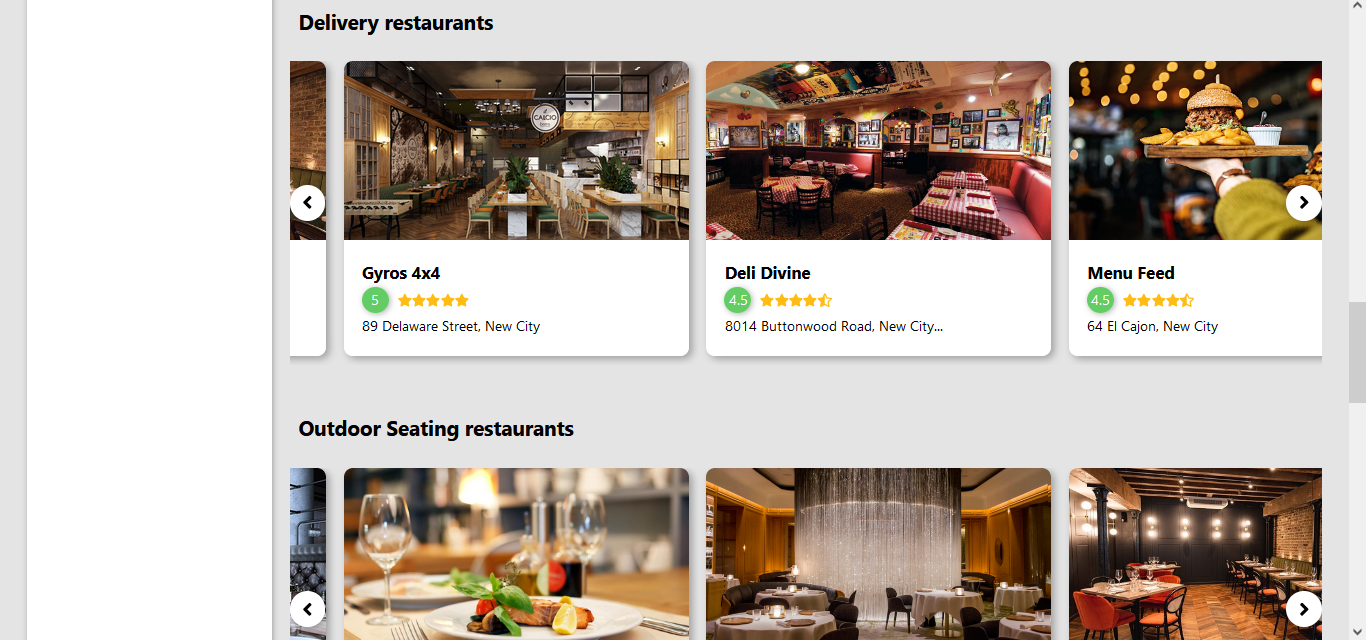 Delivery restaurants
CALCIO
Gyros 4x4
5
89 Delaware Street, New City
Deli Divine
4.5
8014 Buttonwood Road, New City...
Menu Feed
4.5
64 El Cajon, New City
Outdoor Seating restaurants